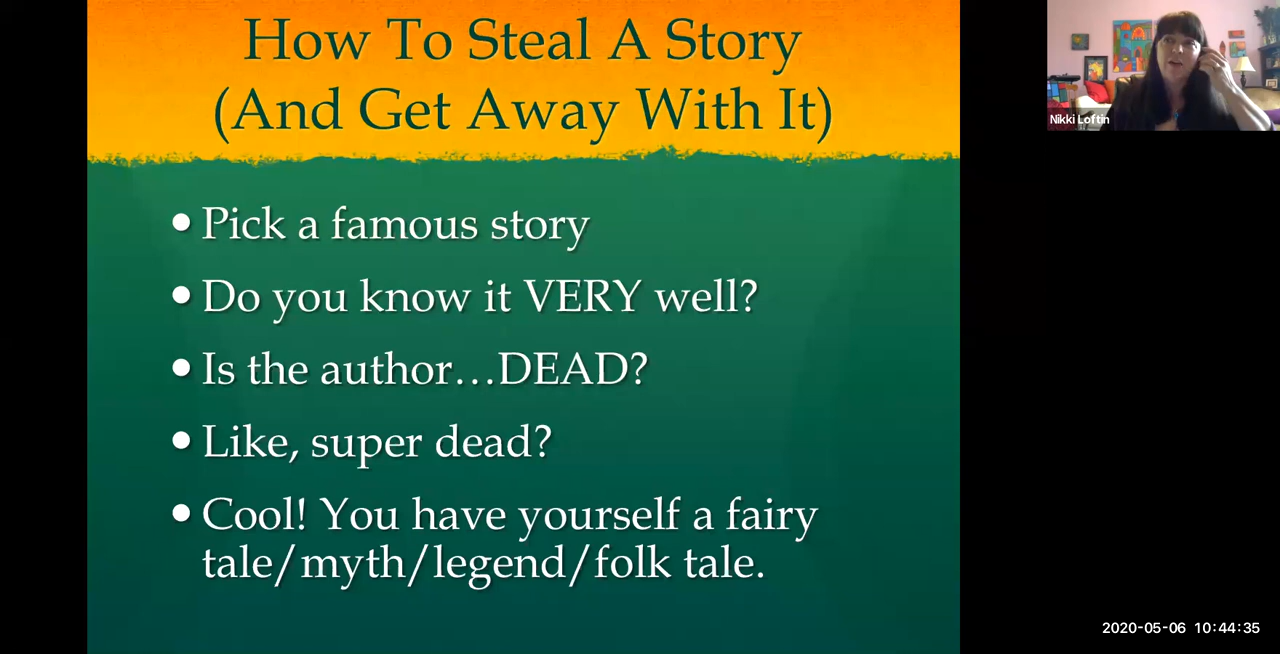 How To Steal A Story
(And Get Away With It)
• Pick a famous story
• Do you know it VERY well?
• Is the author…DEAD?
• Like, super dead?
• Cool! You have yourself a fairy
tale/myth/legend/folk tale.
Nikki Loftin
2020-05-06 10:44:35